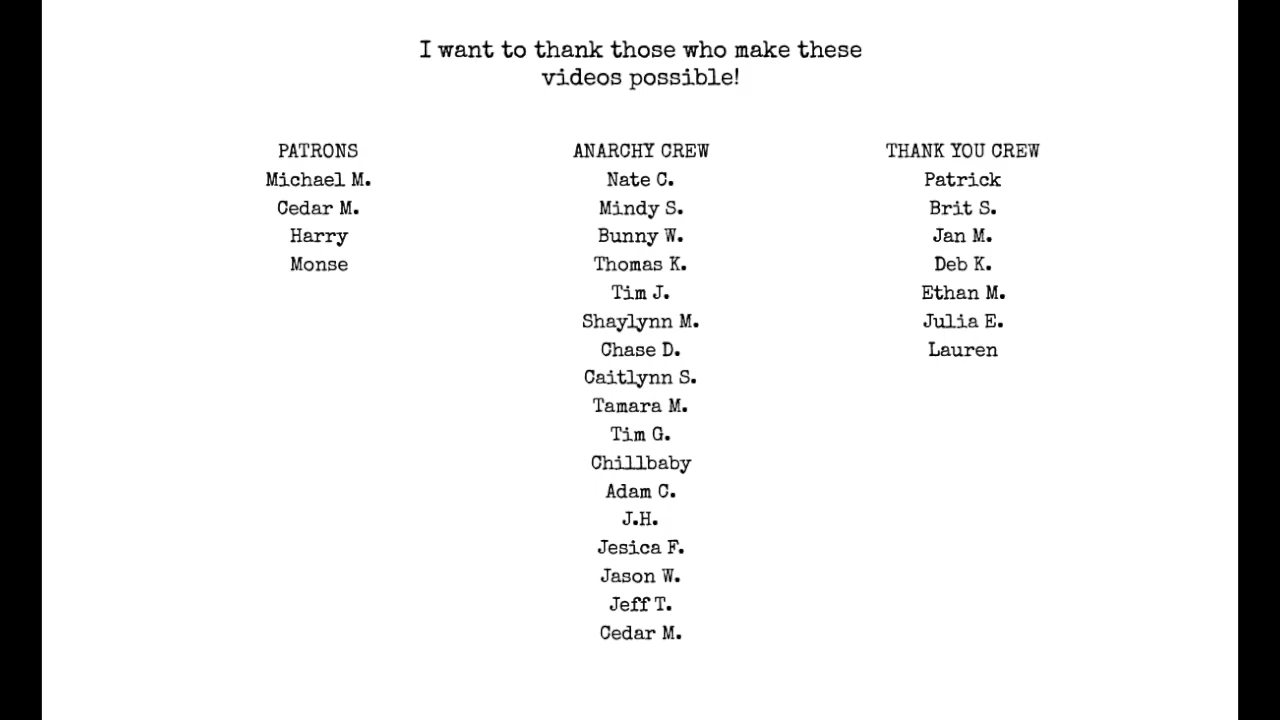 I want to thank those who make these
videos possible!
PATRONS
Michael M.
Cedar M.
Harry
Monse
ANARCHY CREW
Nate C.
Mindy S.
Bunny W.
Thomas K.
Tim J.
Shaylynn M.
Chase D.
Caitlynn S.
Tamara M.
Tim G.
Chillbaby
Adam C.
J.H.
Jesica F.
Jason W.
Jeff T.
Cedar M.
THANK YOU CREW
Patrick
Brit S.
Jan M.
Deb K.
Ethan M.
Julia E.
Lauren